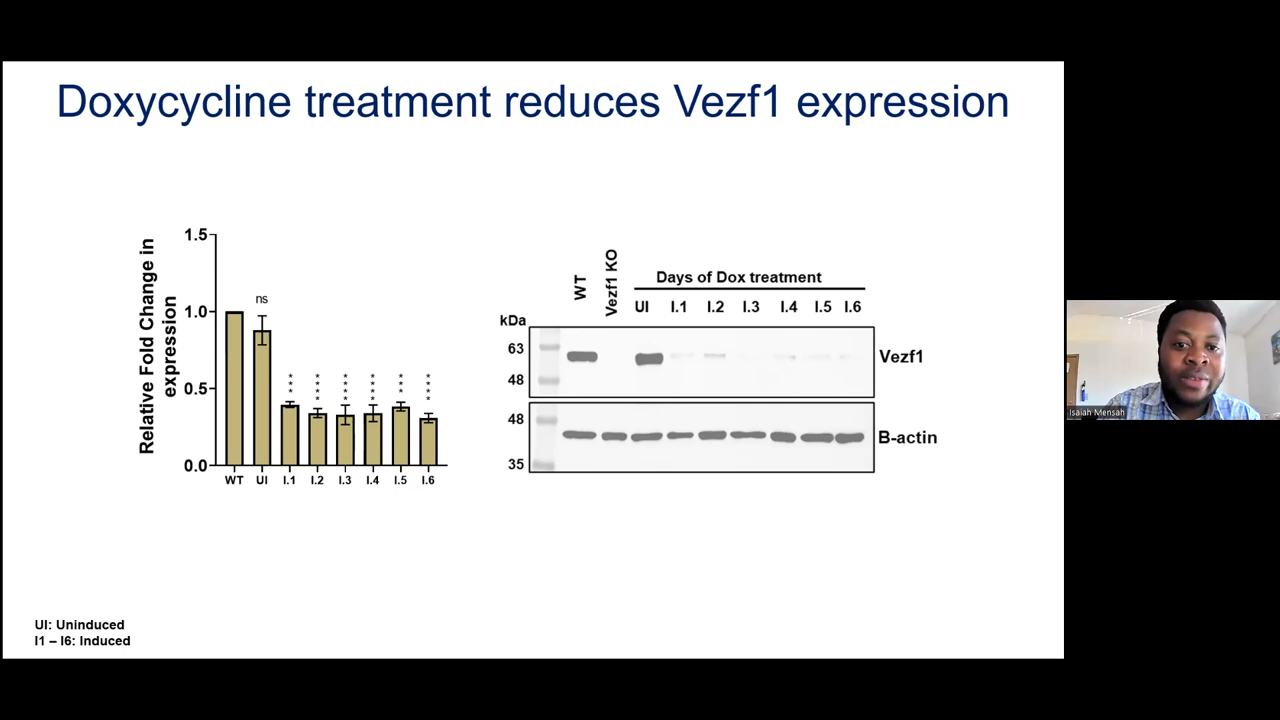 Doxycycline treatment reduces Vezf1 expression
Relative Fold Change in
expression
1.5
1.0
0.5
0.0
ns
****
****
****
****
****
****
WT UI I.1 I.2 I.3 I.4 I.5 I.6
WT
Vezf1 KO
Days of Dox treatment
UI I.1 I.2 I.3 I.4 I.5 I.6
kDa
63
48
Vezf1
48
35
B-actin
Isaiah Mensah
UI: Uninduced
I1 – I6: Induced